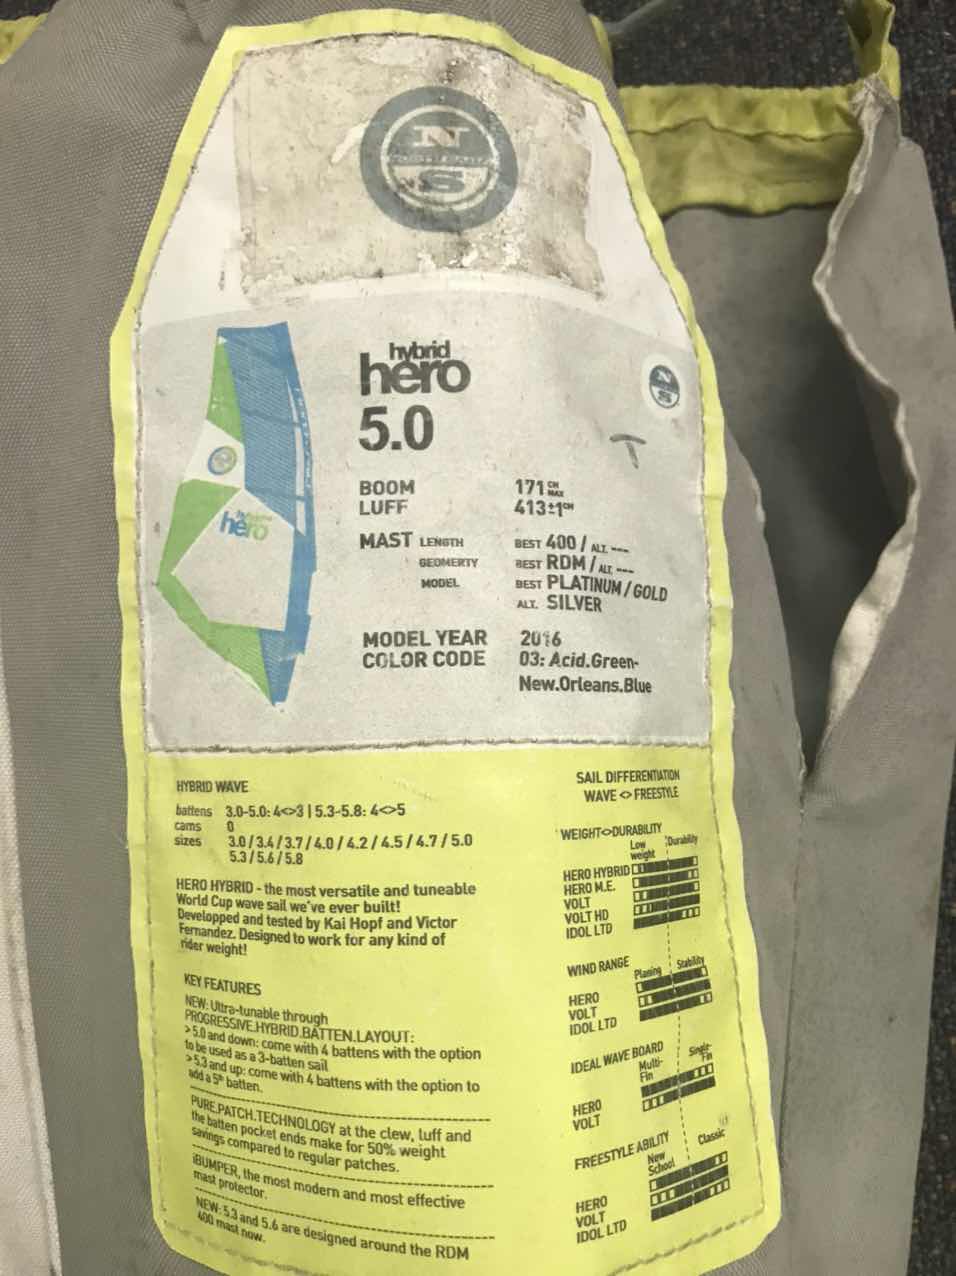 N
S
hybrid
hero
5.0
N
S
hybrid
hero
T
BOOM 171 CM MAX
LUFF 413±1CM
MAST LENGTH BEST 400 / ALT. ---
GEOMERTY BEST RDM / ALT. ---
MODEL BEST PLATINUM / GOLD
ALT. SILVER
MODEL YEAR 2016
COLOR CODE 03: Acid.Green-
New.Orleans.Blue
HYBRID WAVE
battens 3.0-5.0: 4<>3 | 5.3-5.8: 4<>5
cams 0
sizes 3.0 / 3.4 / 3.7 / 4.0 / 4.2 / 4.5 / 4.7 / 5.0
5.3 / 5.6 / 5.8
HERO HYBRID - the most versatile and tuneable
World Cup wave sail we've ever built!
Developped and tested by Kai Hopf and Victor
Fernandez. Designed to work for any kind of
rider weight!
KEY FEATURES
NEW: Ultra-tunable through
PROGRESSIVE.HYBRID.BATTEN.LAYOUT:
> 5.0 and down: come with 4 battens with the option
to be used as a 3-batten sail
> 5.3 and up: come with 4 battens with the option to
add a 5th batten.
PURE.PATCH.TECHNOLOGY at the clew, luff and
the batten pocket ends make for 50% weight
savings compared to regular patches.
iBUMPER, the most modern and most effective
mast protector.
NEW: 5.3 and 5.6 are designed around the RDM
400 mast now.
SAIL DIFFERENTIATION
WAVE <> FREESTYLE
WEIGHT<>DURABILITY
Low weight Durability
HERO HYBRID
HERO M.E.
VOLT
VOLT HD
IDOL LTD
WIND RANGE
Planing Stability
HERO
VOLT
IDOL LTD
IDEAL WAVE BOARD
Multi-Fin Single-Fin
HERO
VOLT
FREESTYLE ABILITY
New School Classic
HERO
VOLT
IDOL LTD